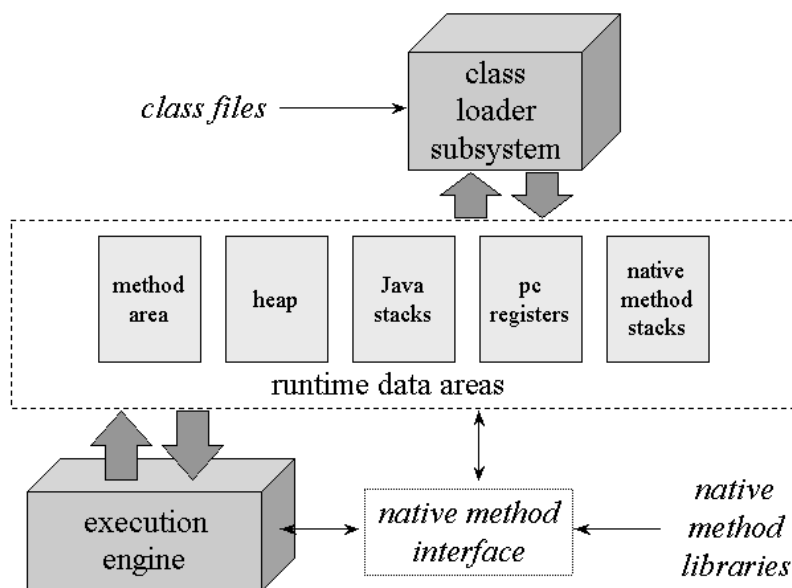 class
loader
subsystem
class files
method
area
heap
Java
stacks
pc
registers
native
method
stacks
runtime data areas
execution
engine
native method
interface
native
method
libraries